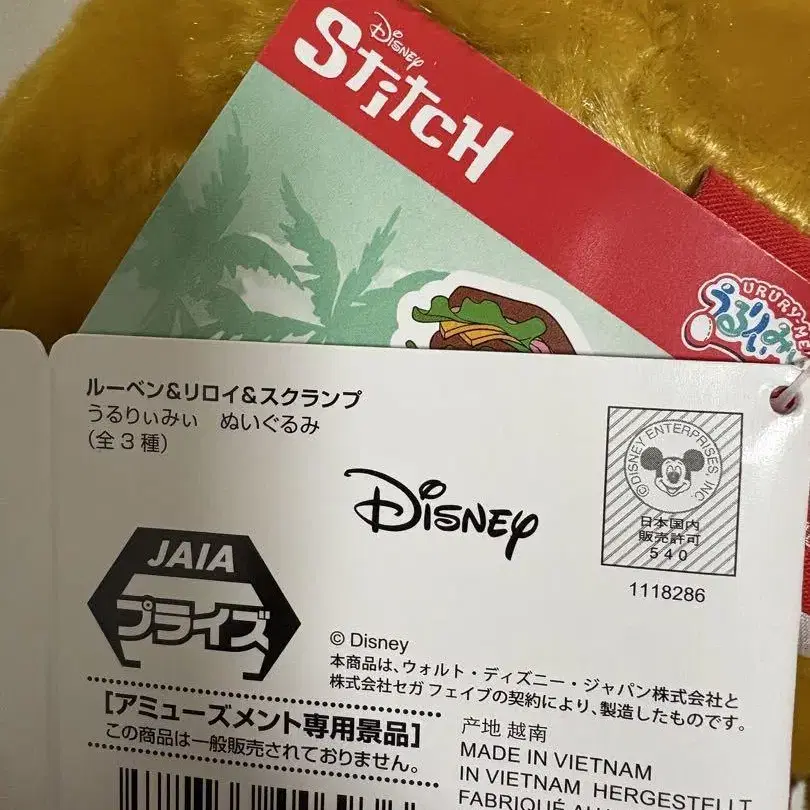 Disney
Stitch
URURY-ME
うるりぃみぃ
ルーベン&リロイ&スクランプ
うるりぃみぃ ぬいぐるみ
(全3種)
Disney
©DISNEY ENTERPRISES, INC.
日本国内
販売許可
540
1118286
JAIA
プライズ
© Disney
本商品は、ウォルト・ディズニー・ジャパン株式会社と
株式会社セガ フェイブの契約により、製造したものです。
[アミューズメント専用景品]
この商品は一般販売されておりません。
产地 越南
MADE IN VIETNAM
IN VIETNAM HERGESTELLT
FABRIQUÉ AU